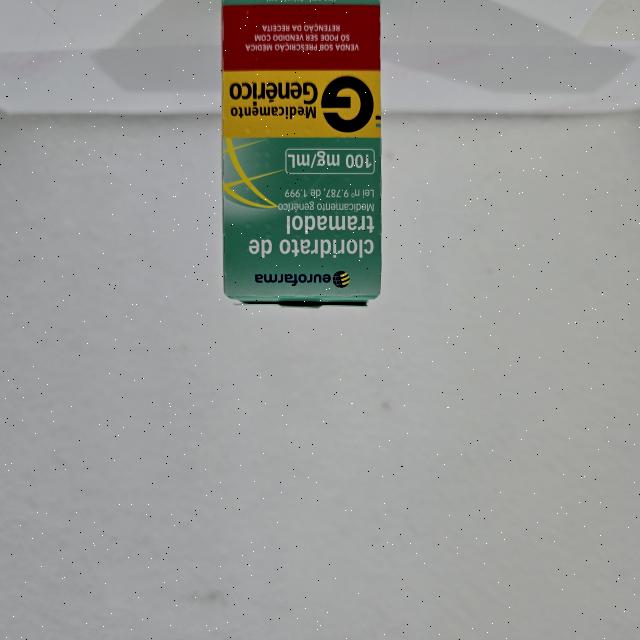 eurofarma
cloridrato de
tramadol
Medicamento genérico
Lei nº 9.787, de 1.999
100 mg/mL
G
Medicamento
Genérico
VENDA SOB PRESCRIÇÃO MÉDICA
SÓ PODE SER VENDIDO COM
RETENÇÃO DA RECEITA